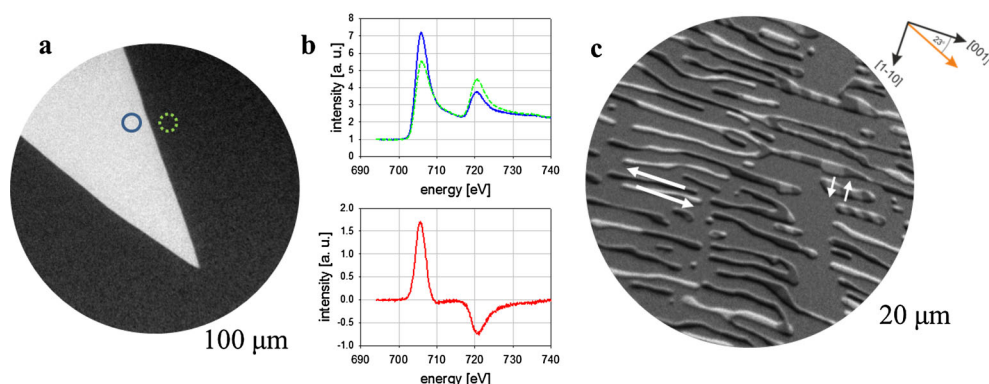 a
100 µm
b
intensity [a. u.]
8
7
6
5
4
3
2
1
0
690 700 710 720 730 740
energy [eV]
intensity [a. u.]
2.0
1.5
1.0
0.5
0.0
-0.5
-1.0
690 700 710 720 730 740
energy [eV]
c
23°
[001]
[1-10]
20 µm